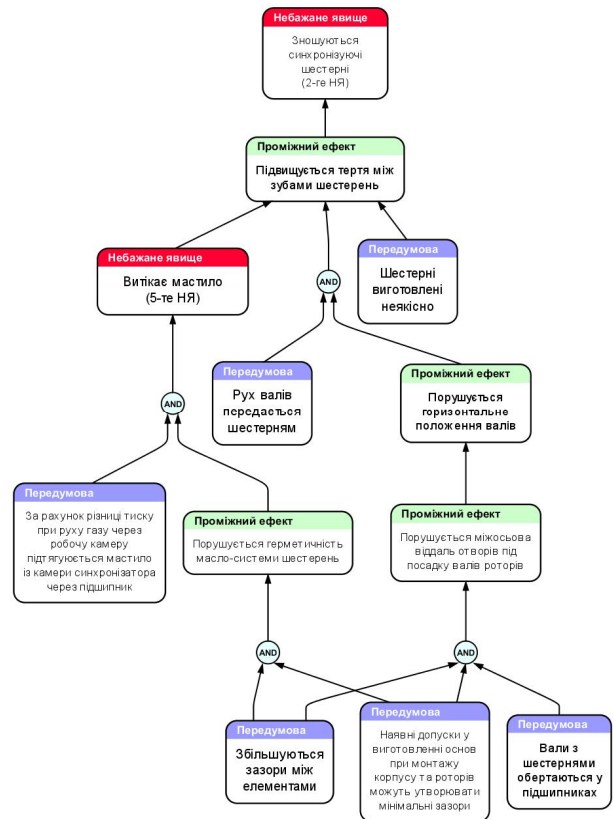 Небажане явище
Зношуються
синхронізуючі
шестерні
(2-ге НЯ)
Проміжний ефект
Підвищується тертя між
зубами шестерень
Небажане явище
Витікає мастило
(5-те НЯ)
AND
Передумова
Шестерні
виготовлені
неякісно
AND
Передумова
Рух валів
передається
шестерням
Проміжний ефект
Порушується
горизонтальне
положення валів
Передумова
За рахунок різниці тиску
при руху газу через
робочу камеру
підтягується мастило
із камери синхронізатора
через підшипник
Проміжний ефект
Порушується герметичність
масло-системи шестерень
Проміжний ефект
Порушується міжосьова
віддаль отворів під
посадку валів роторів
AND
AND
Передумова
Збільшуються
зазори між
елементами
Передумова
Наявні допуски у
виготовленні основ
при монтажу
корпусу та роторів
можуть утворювати
мінімальні зазори
Передумова
Вали з
шестернями
обертаються у
підшипниках